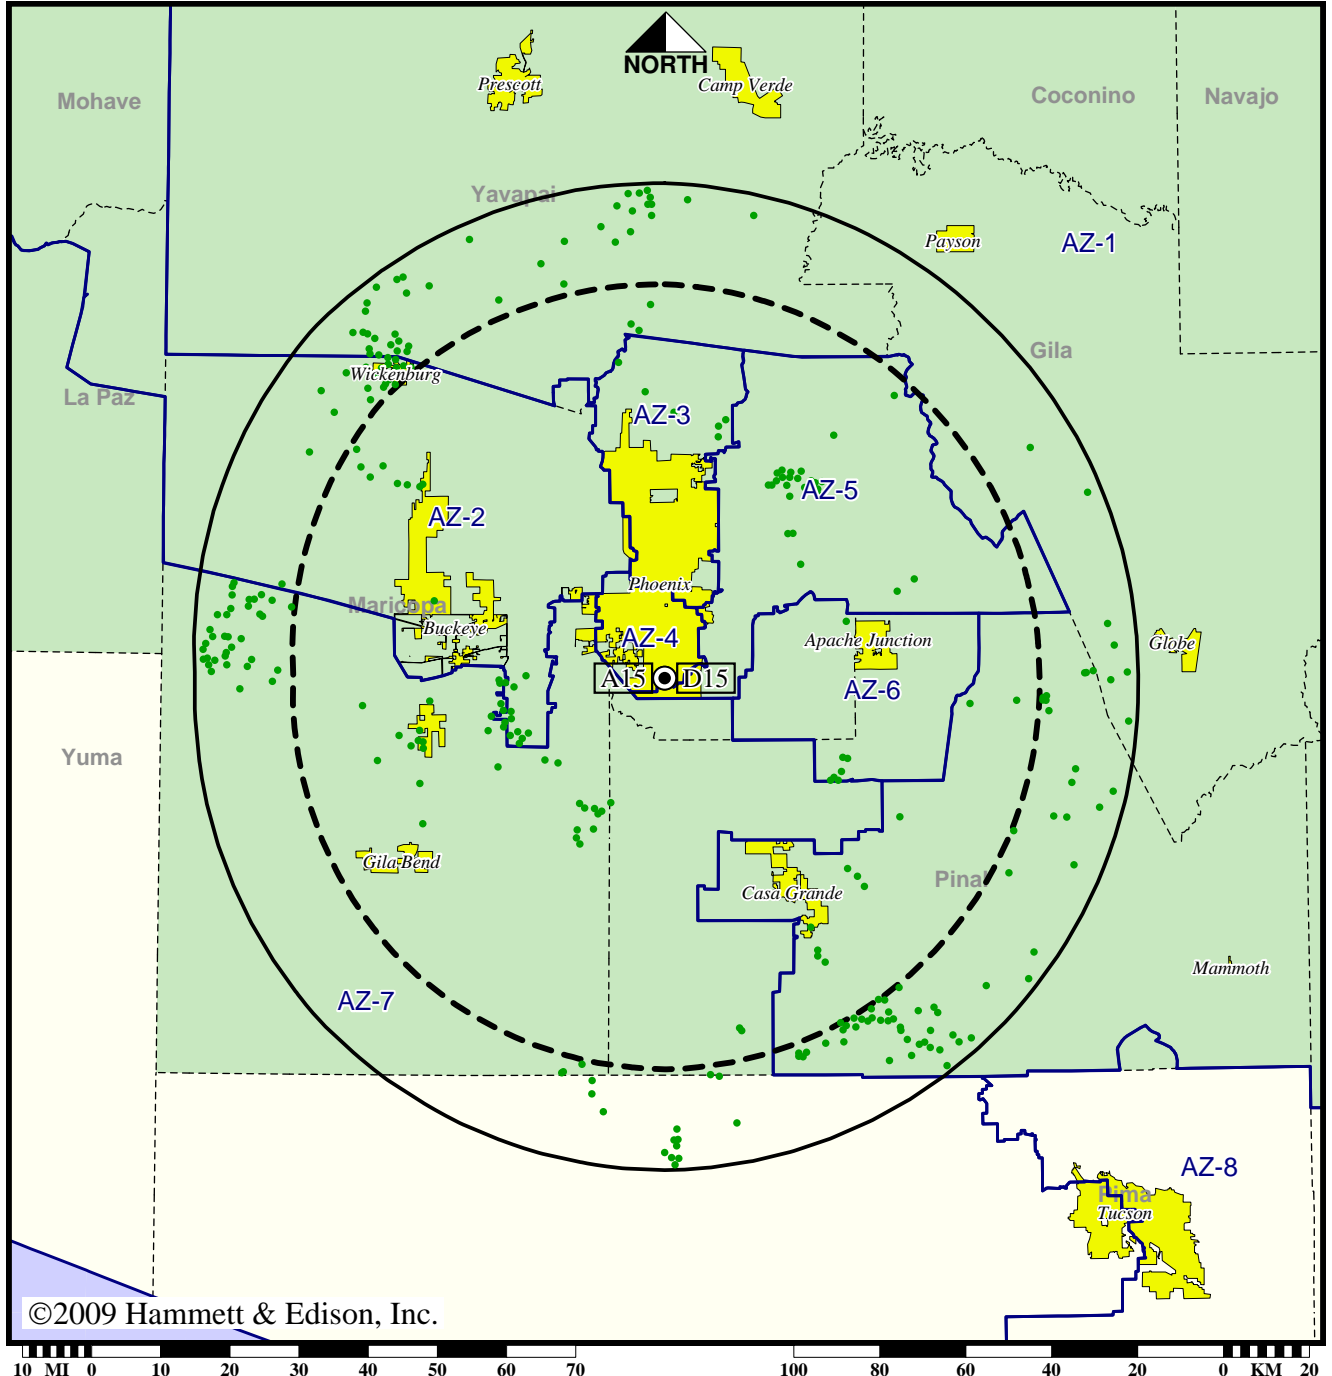 NORTH
Prescott
Camp Verde
Mohave
Coconino
Navajo
Yavapai
Payson
AZ-1
Gila
Wickenburg
La Paz
AZ-3
AZ-5
AZ-2
Phoenix
Maricopa
Buckeye
AZ-4
Apache Junction
Globe
A15
D15
AZ-6
Yuma
Gila Bend
Pinal
Casa Grande
Mammoth
AZ-7
AZ-8
Pima
Tucson
©2009 Hammett & Edison, Inc.
10 MI 0 10 20 30 40 50 60 70 100 80 60 40 20 0 KM 20